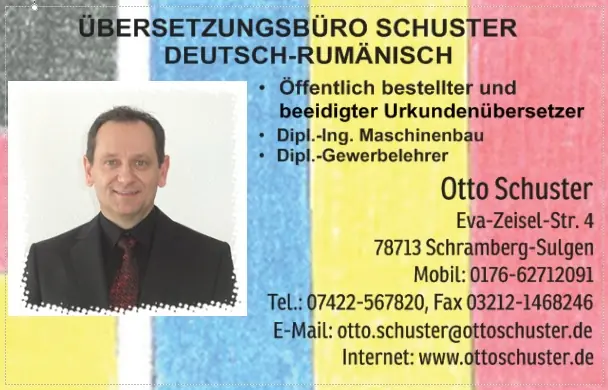 ÜBERSETZUNGSBÜRO SCHUSTER
DEUTSCH-RUMÄNISCH
• Öffentlich bestellter und
beeidigter Urkundenübersetzer
• Dipl.-Ing. Maschinenbau
• Dipl.-Gewerbelehrer
Otto Schuster
Eva-Zeisel-Str. 4
78713 Schramberg-Sulgen
Mobil: 0176-62712091
Tel.: 07422-567820, Fax 03212-1468246
E-Mail: otto.schuster@ottoschuster.de
Internet: www.ottoschuster.de